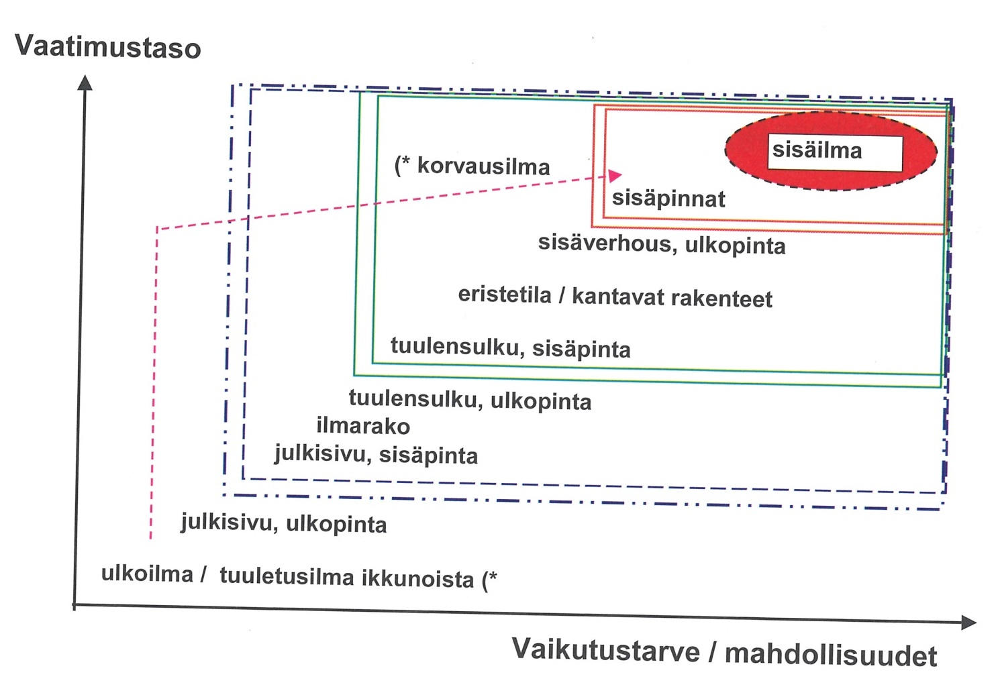 Vaatimustaso
sisäilma
(* korvausilma
sisäpinnat
sisäverhous, ulkopinta
eristetila / kantavat rakenteet
tuulensulku, sisäpinta
tuulensulku, ulkopinta
ilmarako
julkisivu, sisäpinta
julkisivu, ulkopinta
ulkoilma / tuuletusilma ikkunoista (*
Vaikutustarve / mahdollisuudet